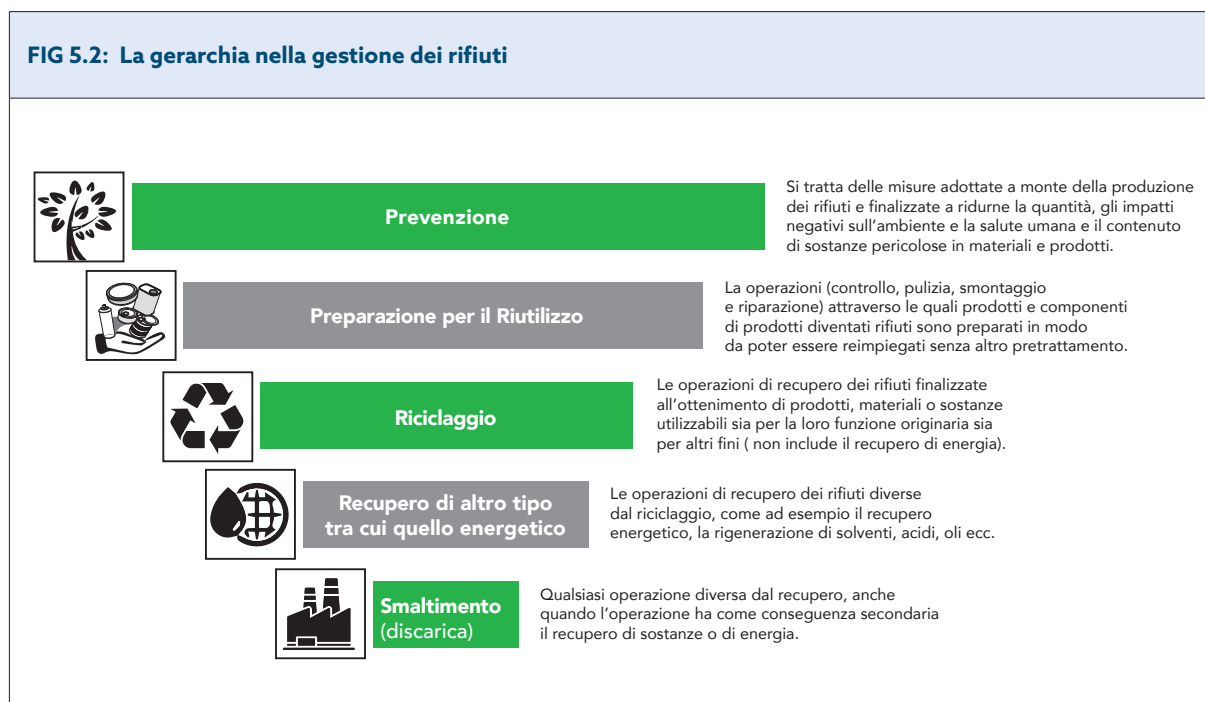 FIG 5.2: La gerarchia nella gestione dei rifiuti
Prevenzione
Si tratta delle misure adottate a monte della produzione
dei rifiuti e finalizzate a ridurne la quantità, gli impatti
negativi sull'ambiente e la salute umana e il contenuto
di sostanze pericolose in materiali e prodotti.
Preparazione per il Riutilizzo
La operazioni (controllo, pulizia, smontaggio
e riparazione) attraverso le quali prodotti e componenti
di prodotti diventati rifiuti sono preparati in modo
da poter essere reimpiegati senza altro pretrattamento.
Riciclaggio
Le operazioni di recupero dei rifiuti finalizzate
all'ottenimento di prodotti, materiali o sostanze
utilizzabili sia per la loro funzione originaria sia
per altri fini ( non include il recupero di energia).
Recupero di altro tipo
tra cui quello energetico
Le operazioni di recupero dei rifiuti diverse
dal riciclaggio, come ad esempio il recupero
energetico, la rigenerazione di solventi, acidi, oli ecc.
Smaltimento
(discarica)
Qualsiasi operazione diversa dal recupero, anche
quando l'operazione ha come conseguenza secondaria
il recupero di sostanze o di energia.